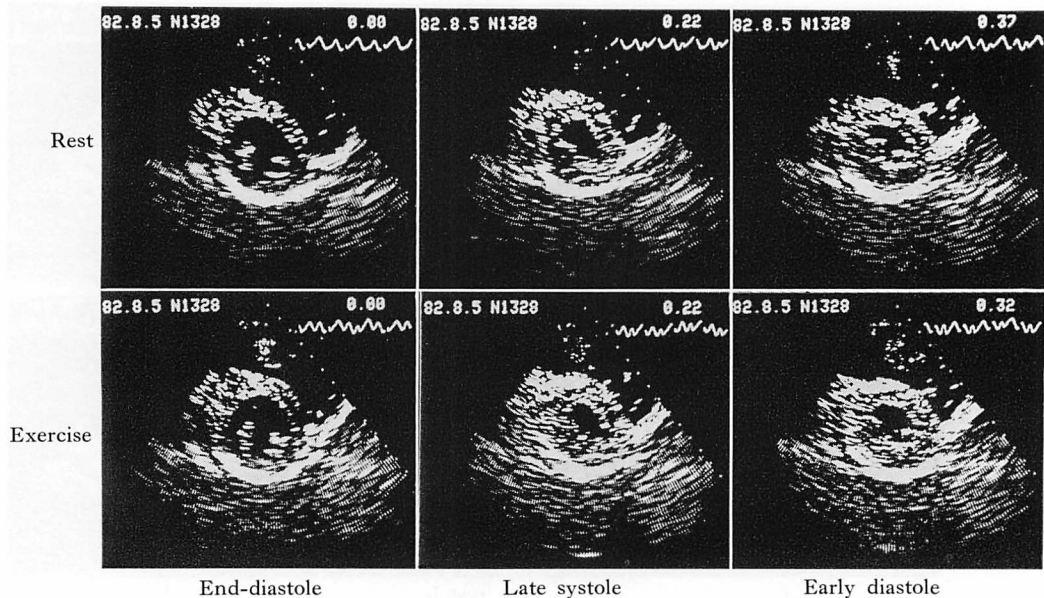 82.8.5 N1328 0.00
82.8.5 N1328 0.22
82.8.5 N1328 0.37
Rest
82.8.5 N1328 0.00
82.8.5 N1328 0.22
82.8.5 N1328 0.32
Exercise
End-diastole
Late systole
Early diastole